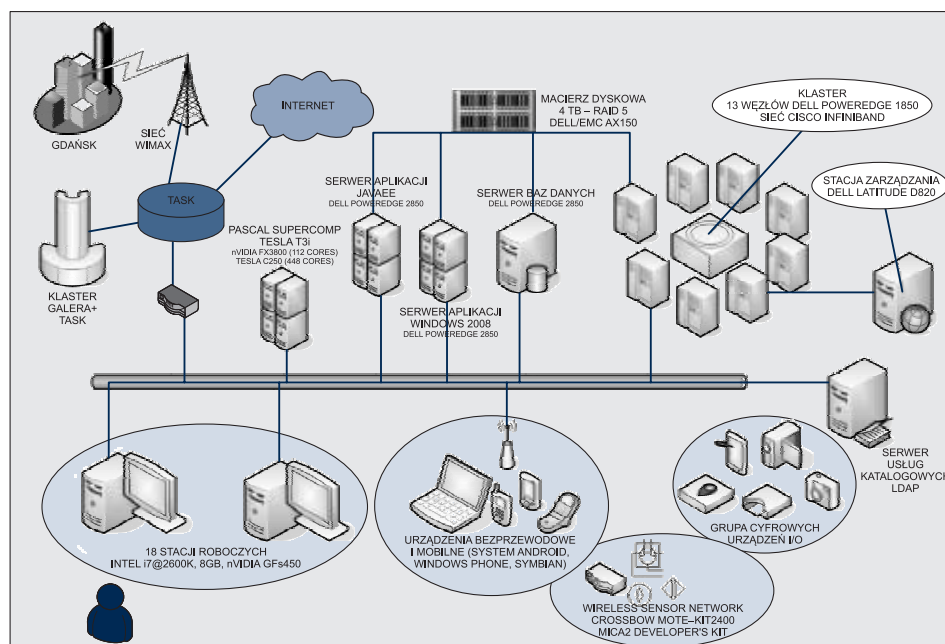 GDAŃSK
SIEĆ
WIMAX
INTERNET
MACIERZ DYSKOWA
4 TB – RAID 5
DELL/EMC AX150
KLASTER
13 WĘZŁÓW DELL POWEREDGE 1850
SIEĆ CISCO INFINIBAND
STACJA ZARZĄDZANIA
DELL LATITUDE D820
TASK
SERWER APLIKACJI
JAVAEE
DELL POWEREDGE 2850
SERWER BAZ DANYCH
DELL POWEREDGE 2850
PASCAL SUPERCOMP
TESLA T3i
nVIDIA FX3800 (112 CORES)
TESLA C250 (448 CORES)
KLASTER
GALERA+
TASK
SERWER APLIKACJI
WINDOWS 2008
DELL POWEREDGE 2850
SERWER
USŁUG
KATALOGOWYCH
LDAP
18 STACJI ROBOCZYCH
INTEL i7@2600K, 8GB, nVIDIA GFs450
URZĄDZENIA BEZPRZEWODOWE
I MOBILNE (SYSTEM ANDROID,
WINDOWS PHONE, SYMBIAN)
GRUPA CYFROWYCH
URZĄDZEŃ I/O
WIRELESS SENSOR NETWORK
CROSSBOW MOTE–KIT2400
MICA2 DEVELOPER'S KIT